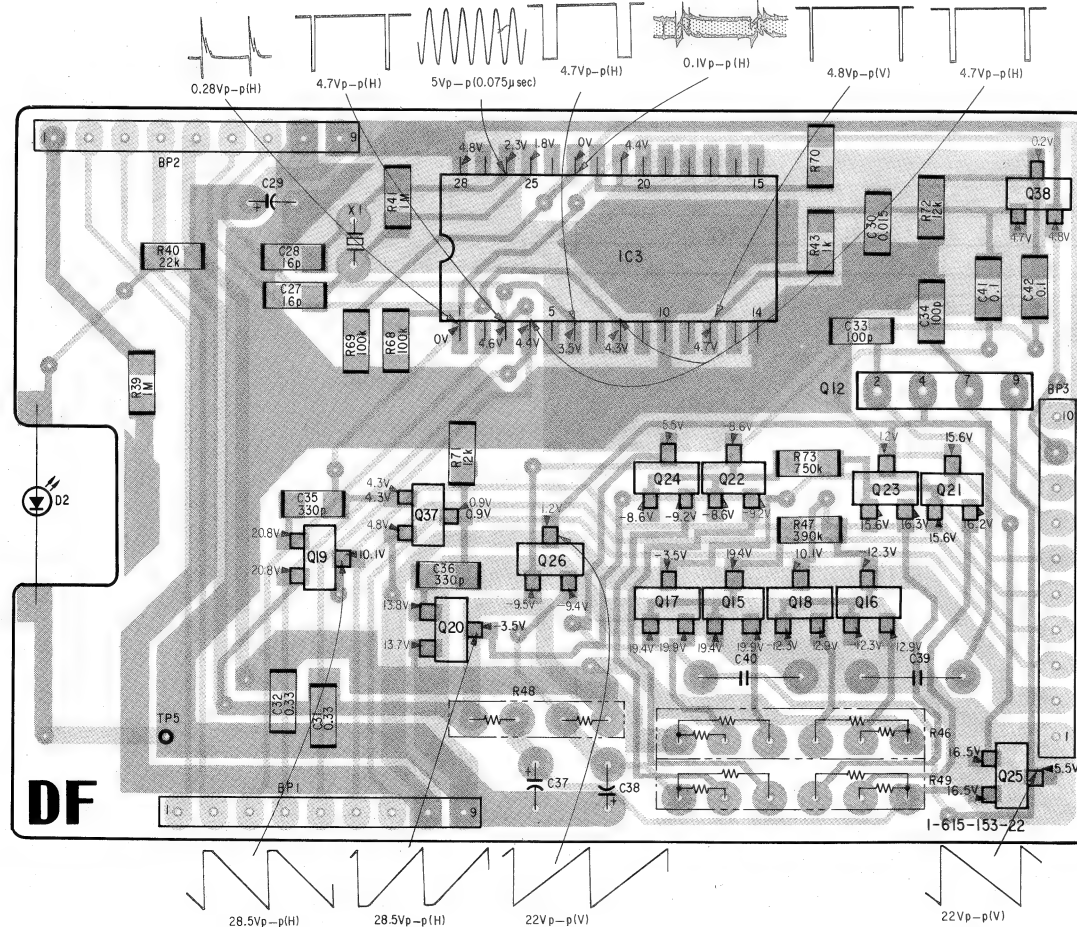 0.28Vp-p(H)
4.7Vp-p(H)
5Vp-p(0.075μsec)
4.7Vp-p(H)
0.1Vp-p(H)
4.8Vp-p(V)
4.7Vp-p(H)
1 9
BP2
C29
R41 1M
X1
4.8V 2.3V 1.8V 0V 4.4V
28 25 20 15
R70
0.2V
Q38
4.7V 4.8V
R40 22k
C28 16p
C27 16p
IC3
R43 1k
C30 0.015
R72 12k
C41 0.1
C42 0.1
R69 100k
R68 100k
5 10 14
0V 4.6V 4.4V 3.5V 4.3V 4.7V
C33 100p
C34 100p
R39 1M
Q12
2 4 7 9
BP3
10
D2
R71 12k
5.5V -8.6V
Q24 Q22
-8.6V -9.2V -8.6V -9.2V
R73 750k
1.2V 15.6V
Q23 Q21
15.6V 16.3V 15.6V 16.2V
C35 330p
4.3V
4.3V
4.8V
Q37
0.9V
0.9V
1.2V
Q26
-9.5V -9.4V
R47 390k
20.8V
20.8V
Q19
10.1V
C36 330p
-3.5V 19.4V 10.1V -12.3V
Q17 Q15 Q18 Q16
19.4V 19.9V 19.4V 19.9V -12.3V -12.9V -12.3V -12.9V
13.8V
13.7V
Q20
-3.5V
C40
C39
C32 0.33
C31 0.33
R48
TP5
R46
R49
C37 C38
16.5V
16.5V
Q25
5.5V
1
DF
BP1
1 9
1-615-153-22
28.5Vp-p(H)
28.5Vp-p(H)
22Vp-p(V)
22Vp-p(V)